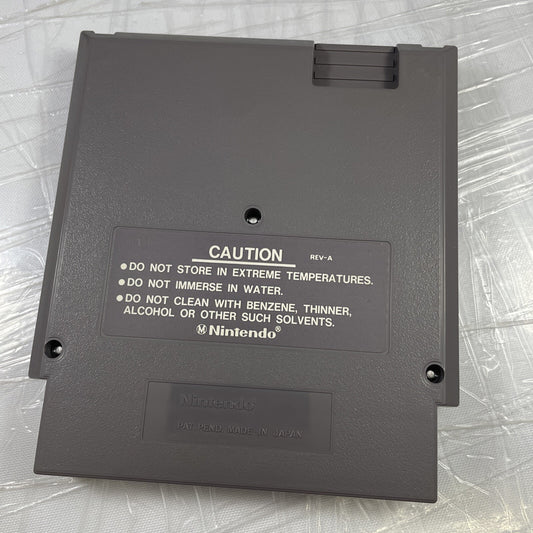 CAUTION REV-A
●DO NOT STORE IN EXTREME TEMPERATURES.
●DO NOT IMMERSE IN WATER.
●DO NOT CLEAN WITH BENZENE, THINNER,
ALCOHOL OR OTHER SUCH SOLVENTS.
Ⓜ Nintendo®
Nintendo
PAT. PEND. MADE IN JAPAN